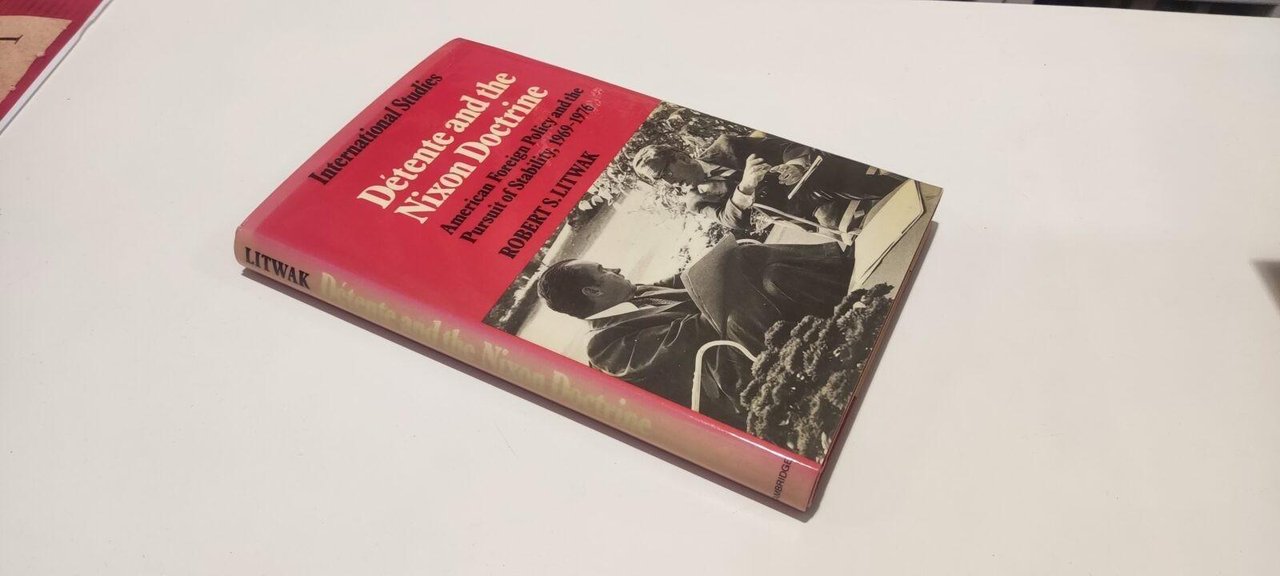 International Studies
Détente and the
Nixon Doctrine
American Foreign Policy and the
Pursuit of Stability, 1969-1976
ROBERT S. LITWAK
LITWAK Détente and the Nixon Doctrine
AMBRIDGE